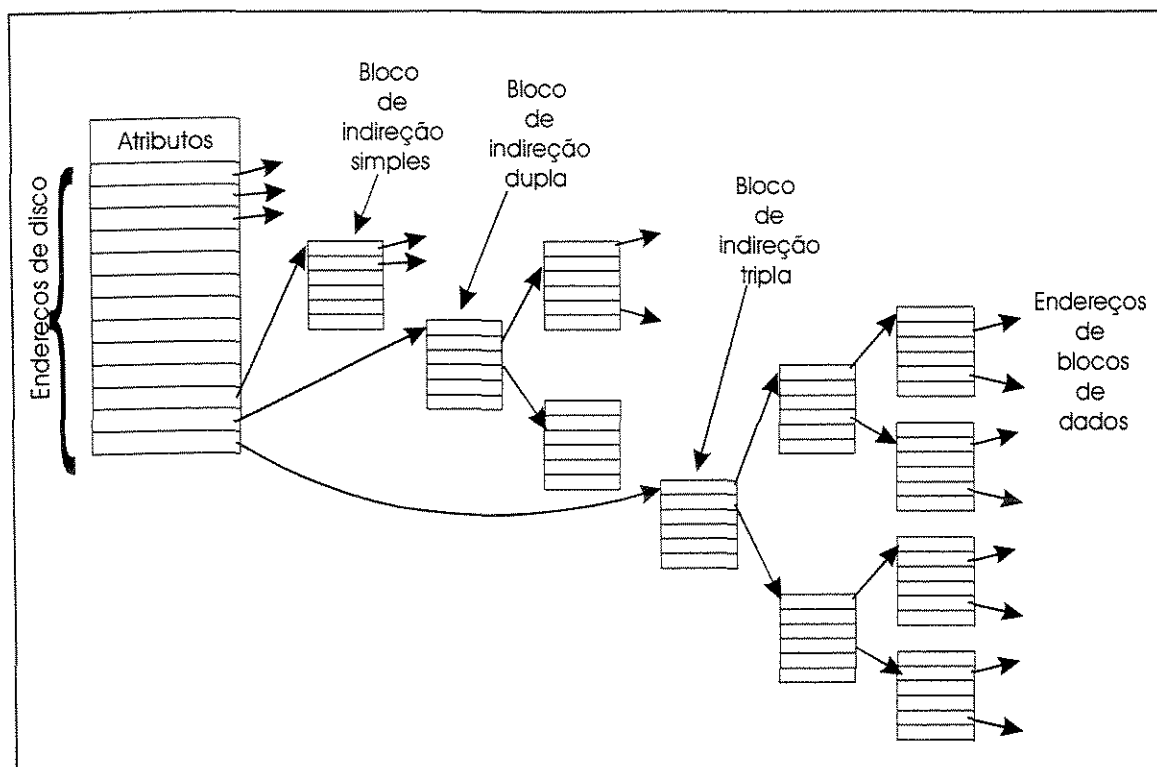 Bloco
de
indireção
simples
Bloco
de
indireção
dupla
Atributos
Endereços de disco
Bloco
de
indireção
tripla
Endereços
de
blocos
de
dados